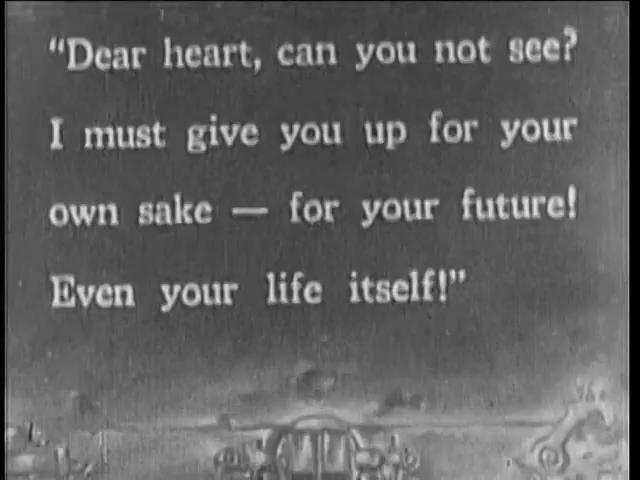 "Dear heart, can you not see?
I must give you up for your
own sake — for your future!
Even your life itself!"